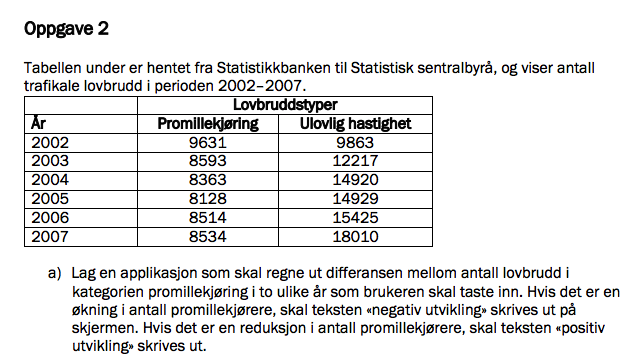 Oppgave 2
Tabellen under er hentet fra Statistikkbanken til Statistisk sentralbyrå, og viser antall
trafikale lovbrudd i perioden 2002–2007.
Lovbruddstyper
År Promillekjøring Ulovlig hastighet
2002 9631 9863
2003 8593 12217
2004 8363 14920
2005 8128 14929
2006 8514 15425
2007 8534 18010
a) Lag en applikasjon som skal regne ut differansen mellom antall lovbrudd i
kategorien promillekjøring i to ulike år som brukeren skal taste inn. Hvis det er en
økning i antall promillekjørere, skal teksten «negativ utvikling» skrives ut på
skjermen. Hvis det er en reduksjon i antall promillekjørere, skal teksten «positiv
utvikling» skrives ut.